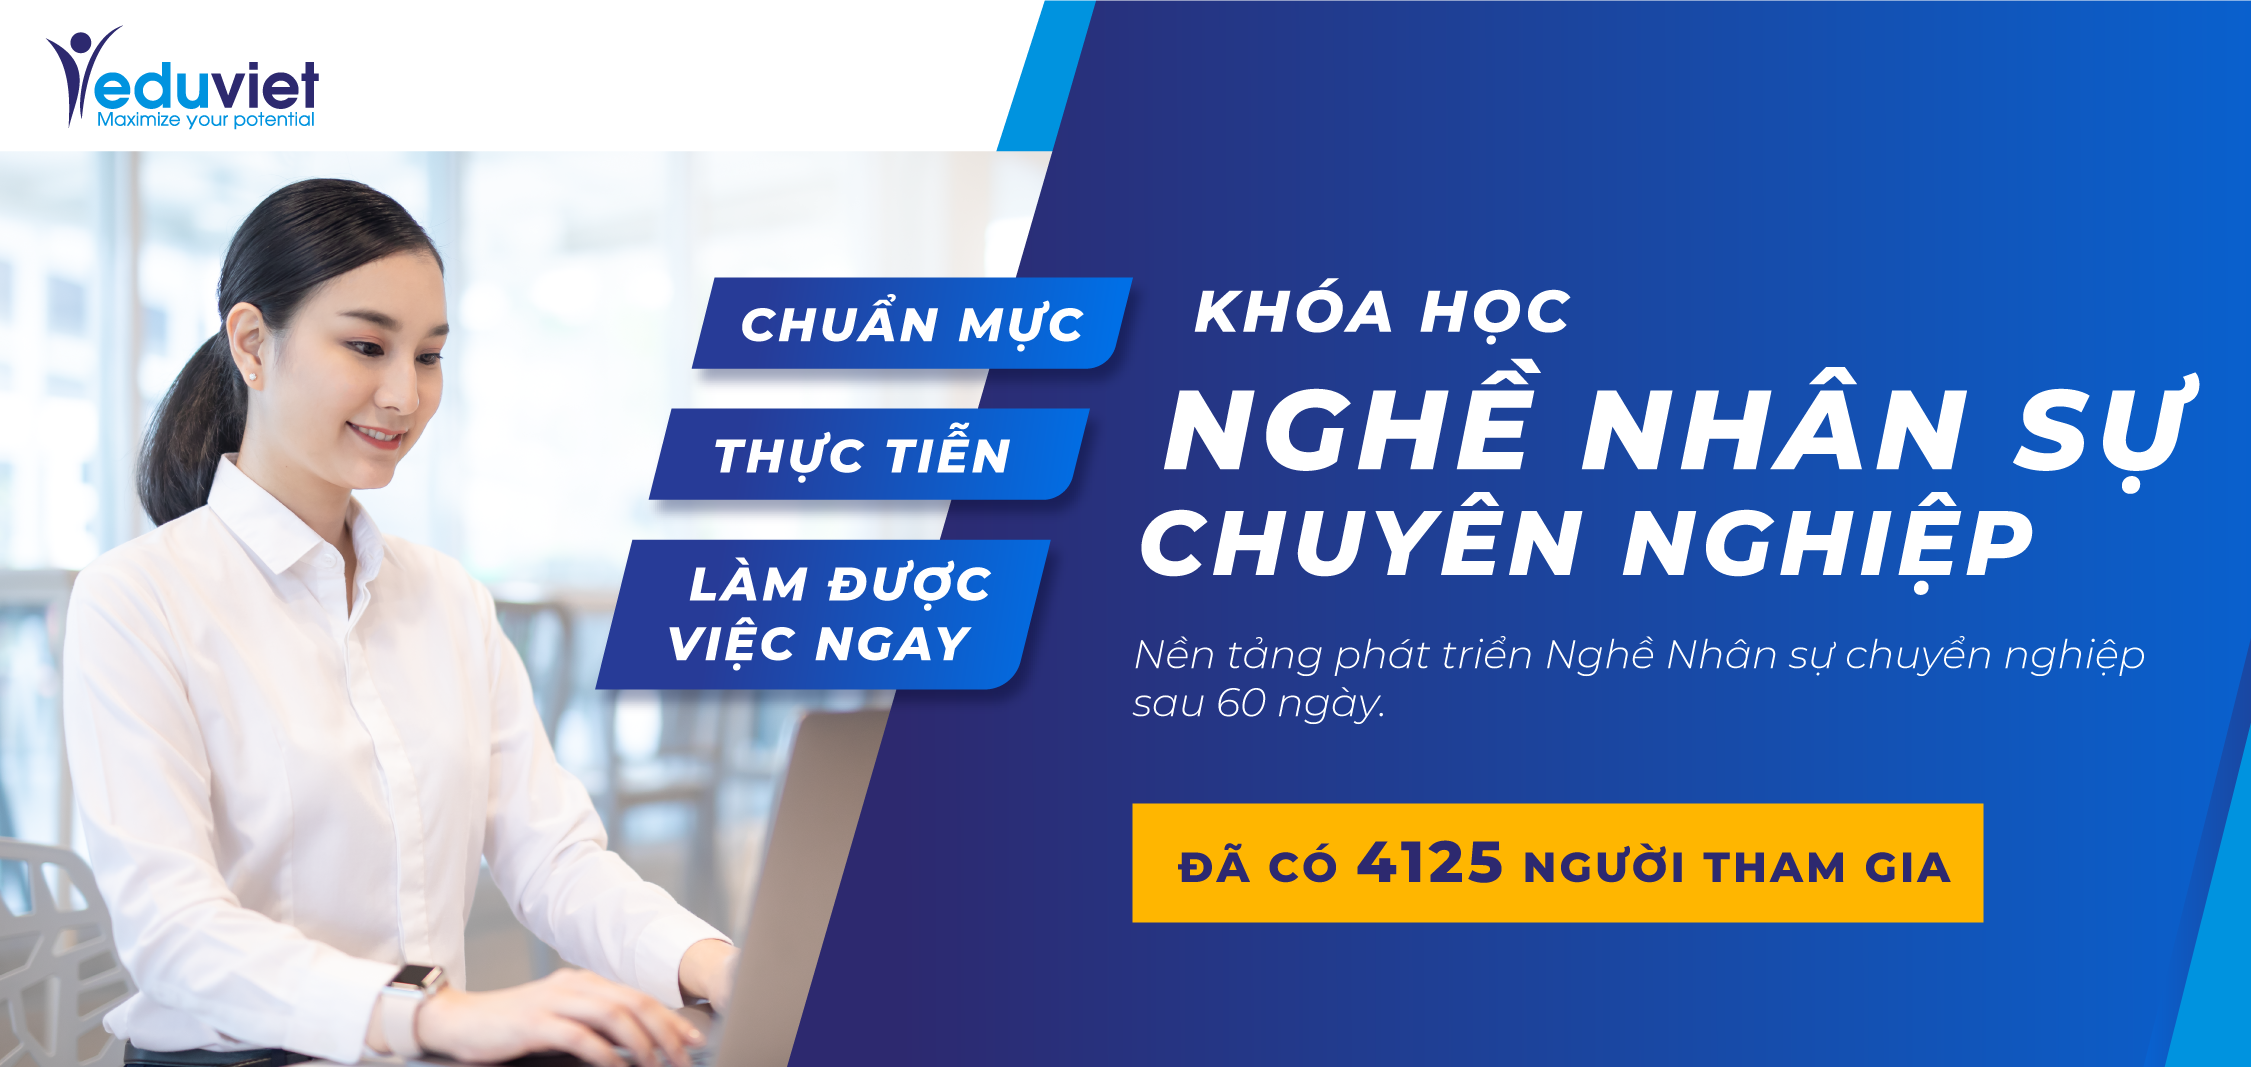 eduviet
Maximize your potential
CHUẨN MỰC
THỰC TIỄN
LÀM ĐƯỢC
VIỆC NGAY
KHÓA HỌC
NGHỀ NHÂN SỰ
CHUYÊN NGHIỆP
Nền tảng phát triển Nghề Nhân sự chuyển nghiệp
sau 60 ngày.
ĐÃ CÓ 4125 NGƯỜI THAM GIA